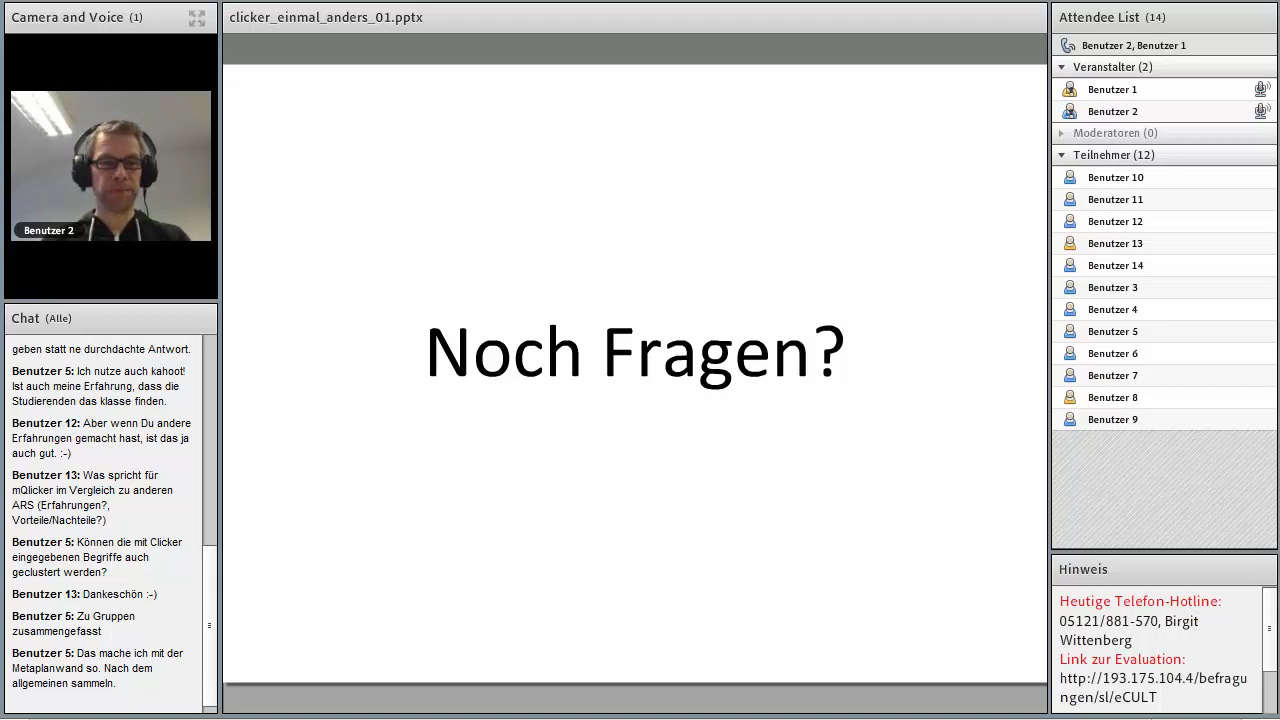 Camera and Voice (1)
Benutzer 2
Chat (Alle)
geben statt ne durchdachte Antwort.
Benutzer 5: Ich nutze auch kahoot!
Ist auch meine Erfahrung, dass die
Studierenden das klasse finden.
Benutzer 12: Aber wenn Du andere
Erfahrungen gemacht hast, ist das ja
auch gut. :-)
Benutzer 13: Was spricht für
mQlicker im Vergleich zu anderen
ARS (Erfahrungen?,
Vorteile/Nachteile?)
Benutzer 5: Können die mit Clicker
eingegebenen Begriffe auch
geclustert werden?
Benutzer 13: Dankeschön :-)
Benutzer 5: Zu Gruppen
zusammengefasst
Benutzer 5: Das mache ich mit der
Metaplanwand so. Nach dem
allgemeinen sammeln.
clicker_einmal_anders_01.pptx
Noch Fragen?
Attendee List (14)
Benutzer 2, Benutzer 1
Veranstalter (2)
Benutzer 1
Benutzer 2
Moderatoren (0)
Teilnehmer (12)
Benutzer 10
Benutzer 11
Benutzer 12
Benutzer 13
Benutzer 14
Benutzer 3
Benutzer 4
Benutzer 5
Benutzer 6
Benutzer 7
Benutzer 8
Benutzer 9
Hinweis
Heutige Telefon-Hotline:
05121/881-570, Birgit
Wittenberg
Link zur Evaluation:
http://193.175.104.4/befragu
ngen/sl/eCULT